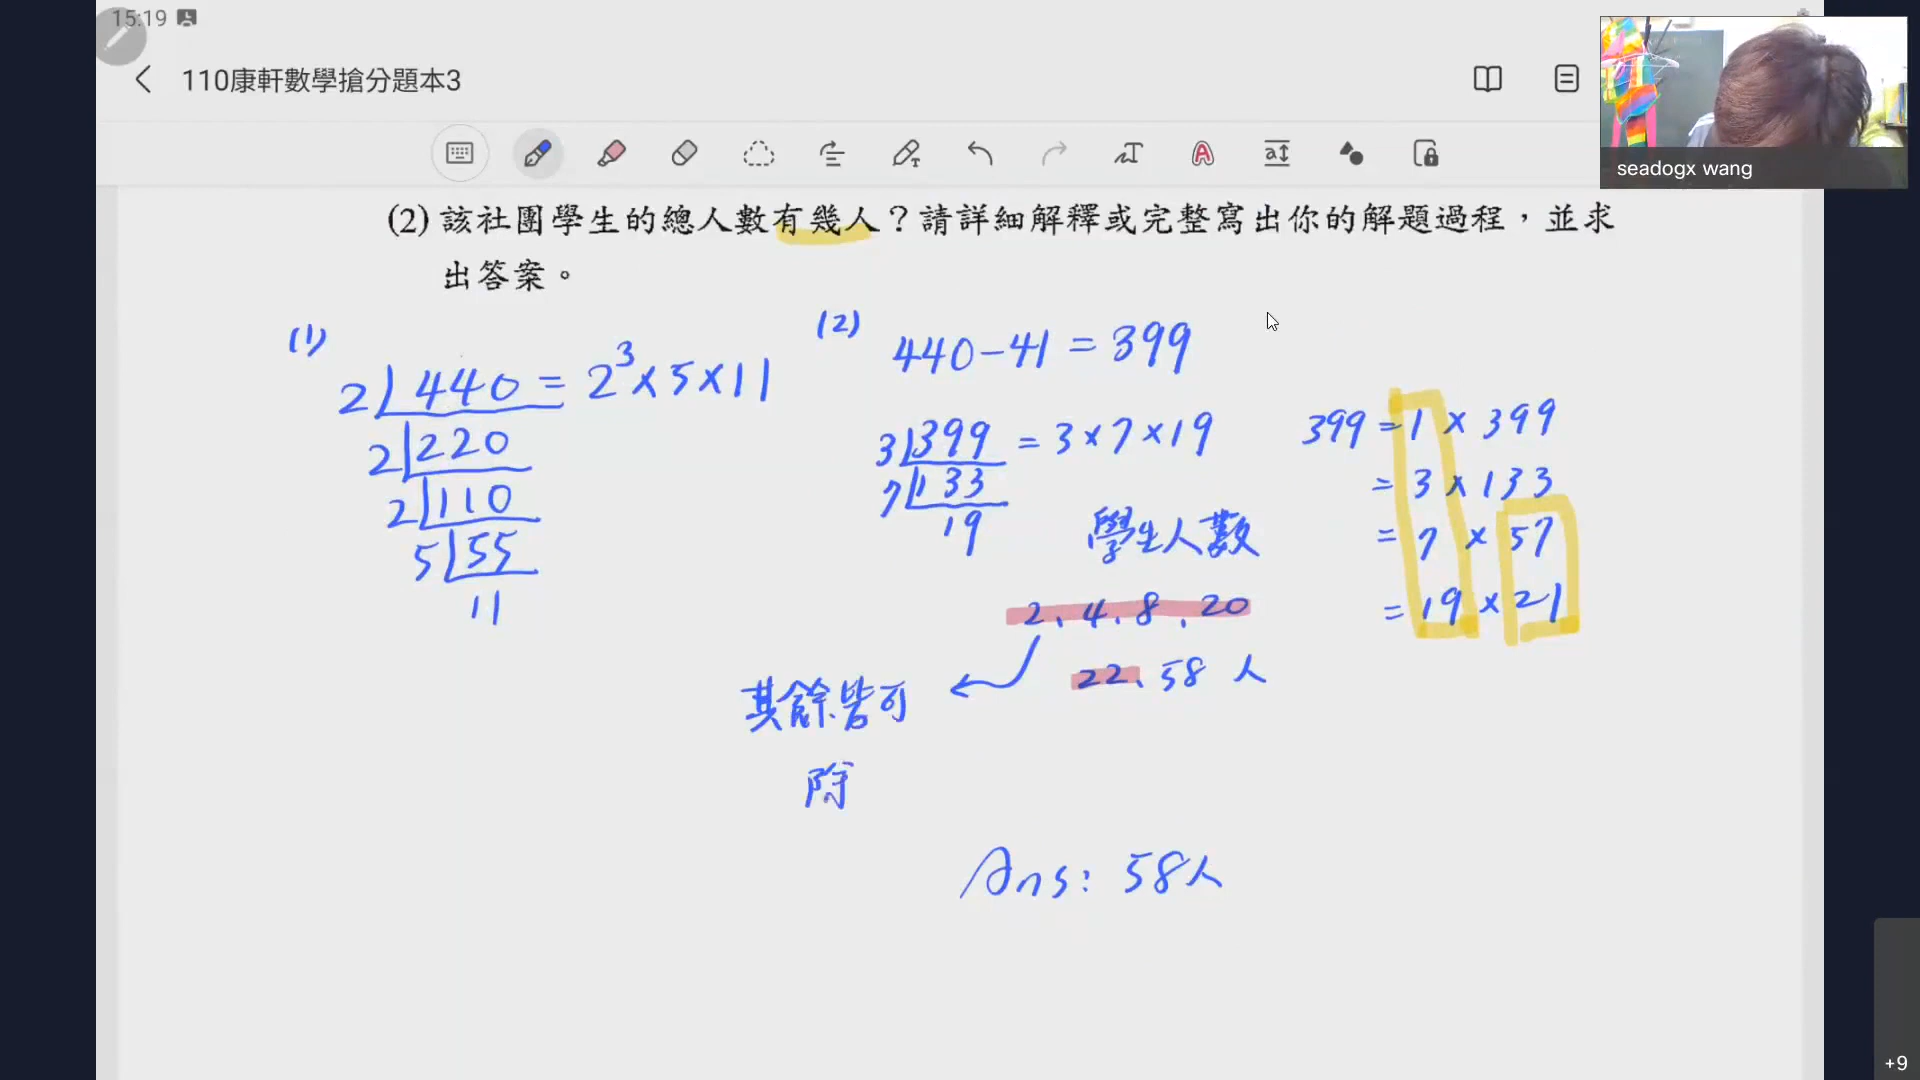 15:19
110康軒數學搶分題本3
seadogx wang
(2) 該社團學生的總人數有幾人？請詳細解釋或完整寫出你的解題過程，並求
出答案。
(1)
2 440 = 2³×5×11
2 220
2 110
5 55
11
(2)
440-41 = 399
3 399 = 3×7×19
7 133
19
399 = 1 × 399
= 3 × 133
= 7 × 57
= 19 × 21
學生人數
2、4、8、20
22、58 人
其餘皆可
除
Ans: 58人
+9